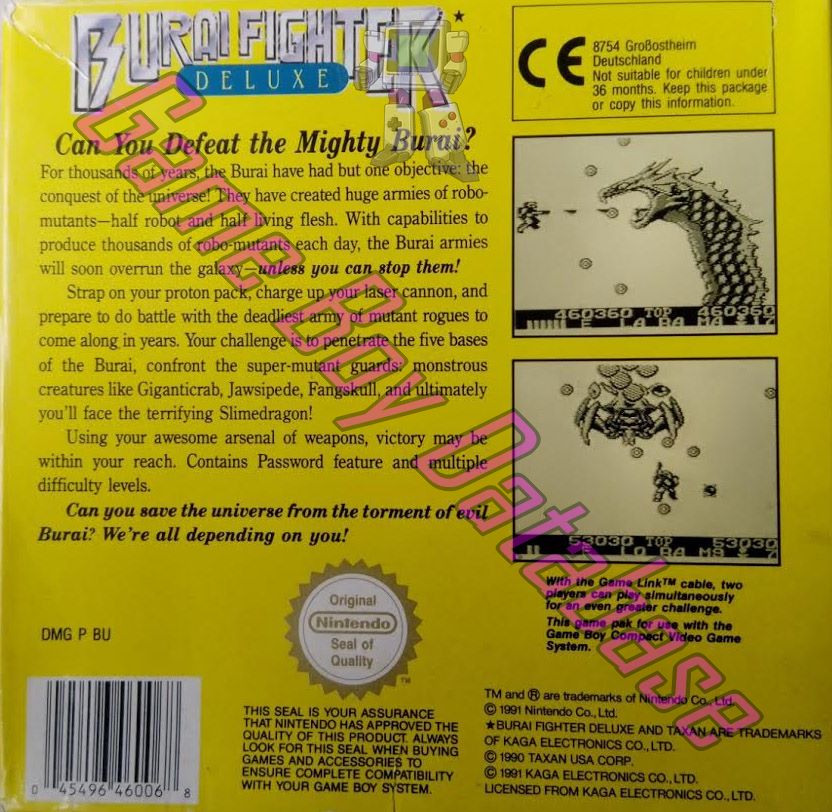 BURAI FIGHTER★
DELUXE
Can You Defeat the Mighty Burai?
For thousands of years, the Burai have had but one objective: the
conquest of the universe! They have created huge armies of robo-
mutants—half robot and half living flesh. With capabilities to
produce thousands of robo-mutants each day, the Burai armies
will soon overrun the galaxy—unless you can stop them!
Strap on your proton pack, charge up your laser cannon, and
prepare to do battle with the deadliest army of mutant rogues to
come along in years. Your challenge is to penetrate the five bases
of the Burai, confront the super-mutant guards: monstrous
creatures like Giganticrab, Jawsipede, Fangskull, and ultimately
you'll face the terrifying Slimedragon!
Using your awesome arsenal of weapons, victory may be
within your reach. Contains Password feature and multiple
difficulty levels.
Can you save the universe from the torment of evil
Burai? We're all depending on you!
CE
8754 Großostheim
Deutschland
Not suitable for children under
36 months. Keep this package
or copy this information.
460360 TOP 460360
E LA RA MA 17
53030 TOP 53030
LO RA MA 7
With the Game Link™ cable, two
players can play simultaneously
for an even greater challenge.
This game pak for use with the
Game Boy Compact Video Game
System.
DMG P BU
Original
Nintendo
Seal of
Quality
™
0 45496 46006 8
THIS SEAL IS YOUR ASSURANCE
THAT NINTENDO HAS APPROVED THE
QUALITY OF THIS PRODUCT. ALWAYS
LOOK FOR THIS SEAL WHEN BUYING
GAMES AND ACCESSORIES TO
ENSURE COMPLETE COMPATIBILITY
WITH YOUR GAME BOY SYSTEM.
TM and ® are trademarks of Nintendo Co., Ltd.
© 1991 Nintendo Co., Ltd.
★BURAI FIGHTER DELUXE AND TAXAN ARE TRADEMARKS
OF KAGA ELECTRONICS CO., LTD.
© 1990 TAXAN USA CORP.
© 1991 KAGA ELECTRONICS CO., LTD.
LICENSED FROM KAGA ELECTRONICS CO., LTD.
Game Boy Database